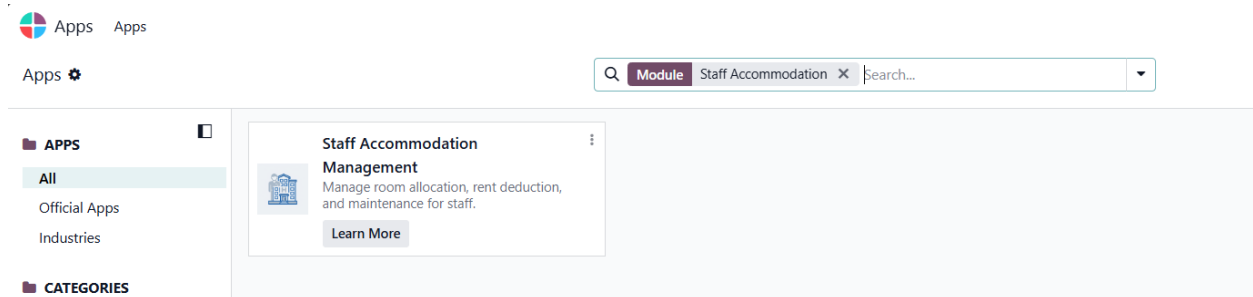 Apps Apps
Apps
Module Staff Accommodation Search...
APPS
All
Official Apps
Industries
CATEGORIES
Staff Accommodation
Management
Manage room allocation, rent deduction,
and maintenance for staff.
Learn More